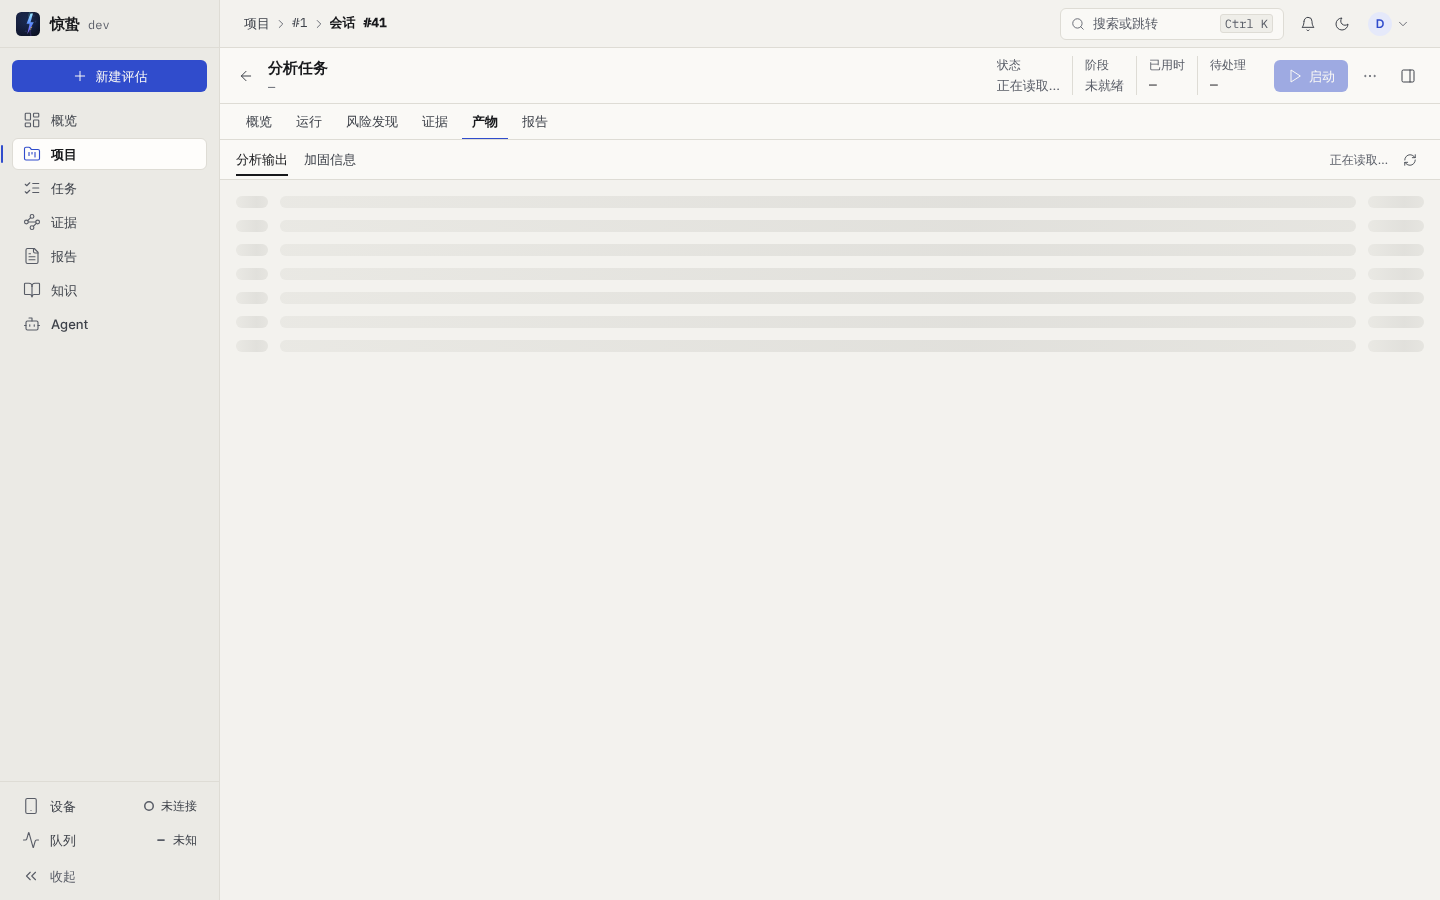 惊蛰 dev
项目 > #1 > 会话 #41
搜索或跳转 Ctrl K
D
新建评估
概览
项目
任务
证据
报告
知识
Agent
分析任务
—
状态
正在读取...
阶段
未就绪
已用时
—
待处理
—
启动
概览 运行 风险发现 证据 产物 报告
分析输出 加固信息 正在读取...
设备 未连接
队列 — 未知
收起